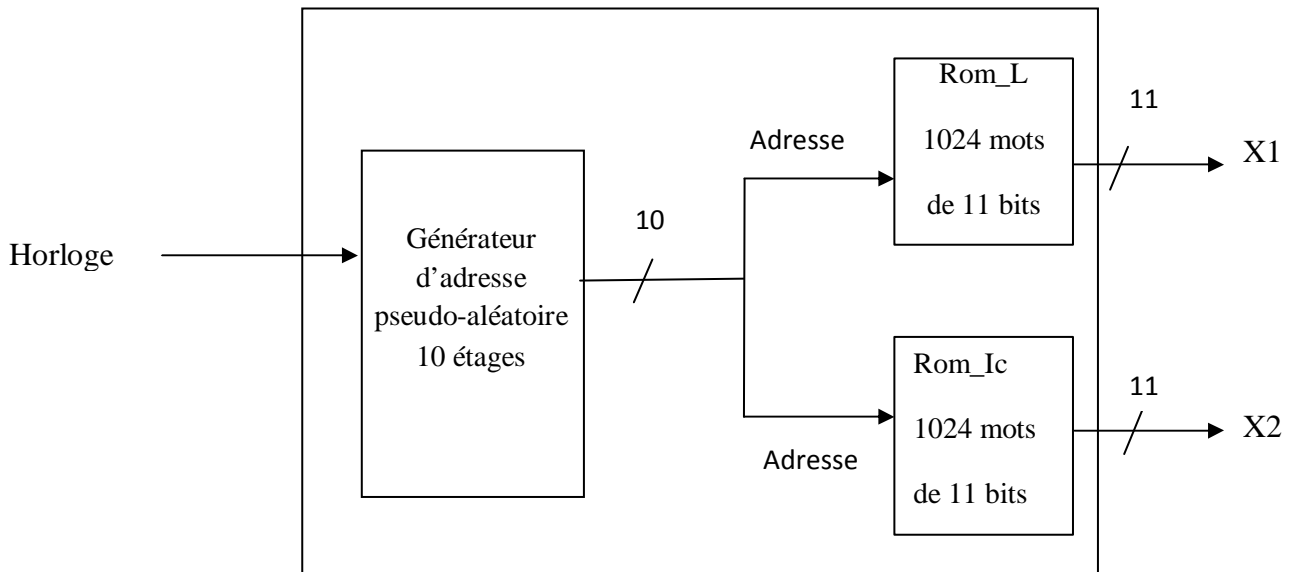 Horloge
Générateur
d'adresse
pseudo-aléatoire
10 étages
10
Adresse
Rom_L
1024 mots
de 11 bits
11
X1
Adresse
Rom_Ic
1024 mots
de 11 bits
11
X2